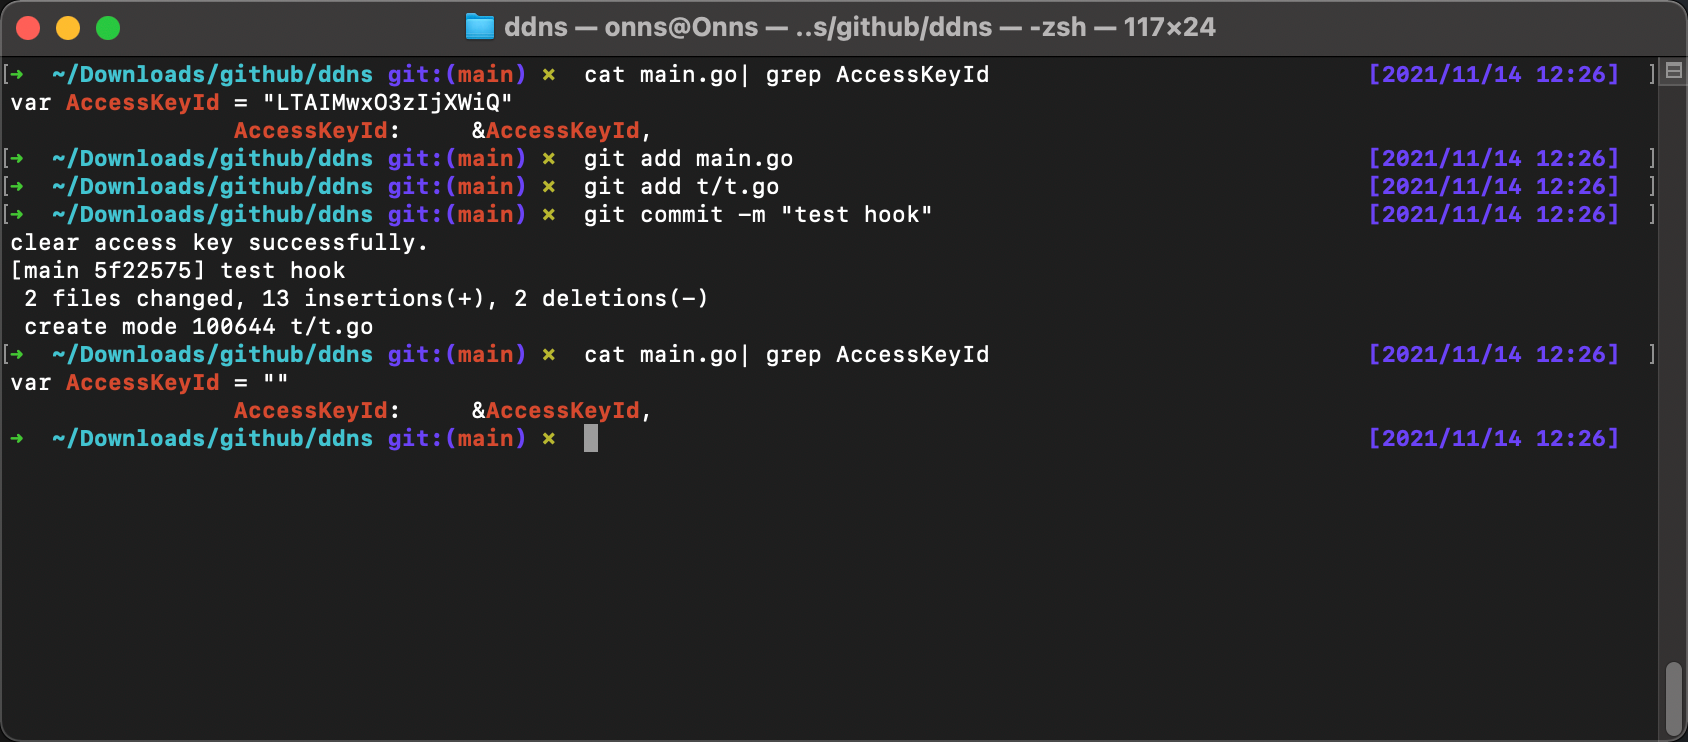 ddns — onns@Onns — ..s/github/ddns — -zsh — 117×24
[➜  ~/Downloads/github/ddns git:(main) ×  cat main.go| grep AccessKeyId [2021/11/14 12:26] ]
var AccessKeyId = "LTAIMwxO3zIjXWiQ"
AccessKeyId:     &AccessKeyId,
[➜  ~/Downloads/github/ddns git:(main) ×  git add main.go [2021/11/14 12:26] ]
[➜  ~/Downloads/github/ddns git:(main) ×  git add t/t.go [2021/11/14 12:26] ]
[➜  ~/Downloads/github/ddns git:(main) ×  git commit -m "test hook" [2021/11/14 12:26] ]
clear access key successfully.
[main 5f22575] test hook
 2 files changed, 13 insertions(+), 2 deletions(-)
 create mode 100644 t/t.go
[➜  ~/Downloads/github/ddns git:(main) ×  cat main.go| grep AccessKeyId [2021/11/14 12:26] ]
var AccessKeyId = ""
AccessKeyId:     &AccessKeyId,
➜  ~/Downloads/github/ddns git:(main) × [2021/11/14 12:26]